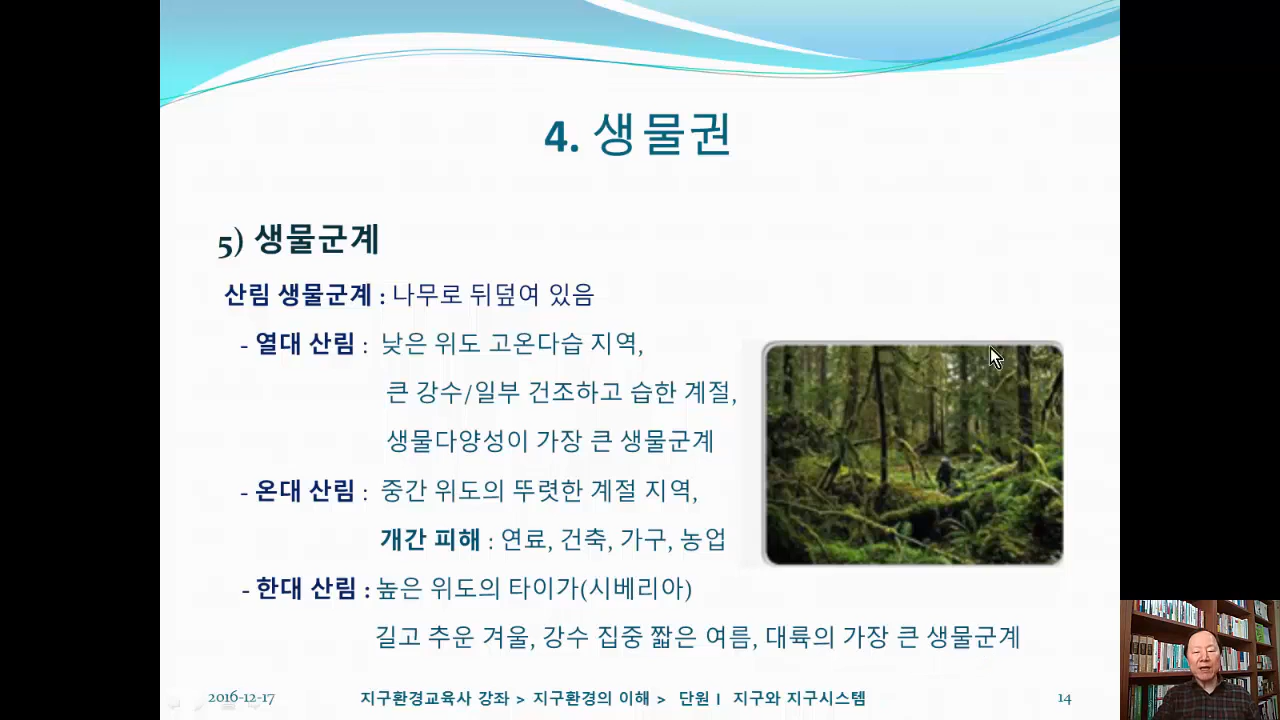 4. 생물권
5) 생물군계
산림 생물군계 : 나무로 뒤덮여 있음
- 열대 산림 : 낮은 위도 고온다습 지역,
큰 강수/일부 건조하고 습한 계절,
생물다양성이 가장 큰 생물군계
- 온대 산림 : 중간 위도의 뚜렷한 계절 지역,
개간 피해 : 연료, 건축, 가구, 농업
- 한대 산림 : 높은 위도의 타이가(시베리아)
길고 추운 겨울, 강수 집중 짧은 여름, 대륙의 가장 큰 생물군계
2016-12-17 지구환경교육사 강좌 > 지구환경의 이해 > 단원 I 지구와 지구시스템 14